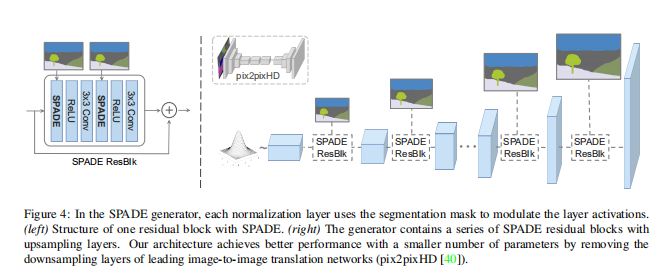 SPADE
ReLU
3x3 Conv
SPADE
ReLU
3x3 Conv
SPADE ResBlk
pix2pixHD
~
SPADE
ResBlk
SPADE
ResBlk
...
SPADE
ResBlk
SPADE
ResBlk
Figure 4: In the SPADE generator, each normalization layer uses the segmentation mask to modulate the layer activations.
(left) Structure of one residual block with SPADE. (right) The generator contains a series of SPADE residual blocks with
upsampling layers. Our architecture achieves better performance with a smaller number of parameters by removing the
downsampling layers of leading image-to-image translation networks (pix2pixHD [40]).